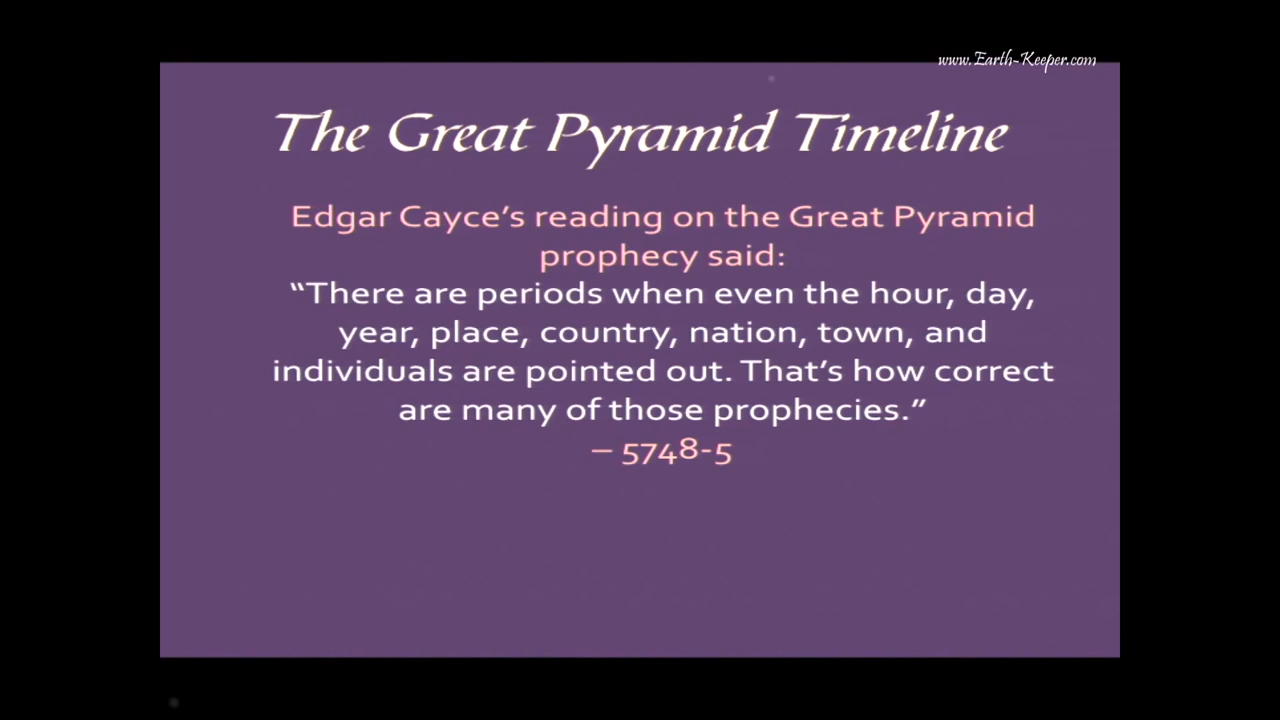 www.Earth-Keeper.com
The Great Pyramid Timeline
Edgar Cayce’s reading on the Great Pyramid
prophecy said:
“There are periods when even the hour, day,
year, place, country, nation, town, and
individuals are pointed out. That’s how correct
are many of those prophecies.”
– 5748-5